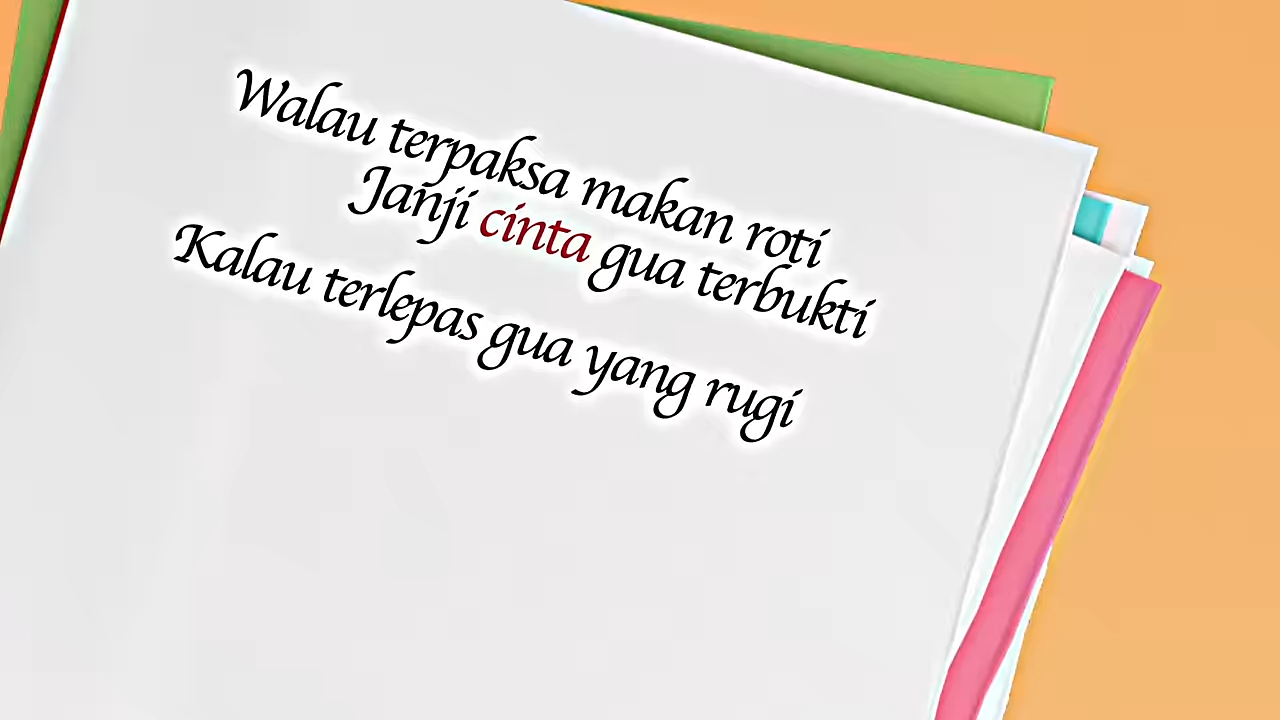 Walau terpaksa makan roti
Janji cinta gua terbukti
Kalau terlepas gua yang rugi